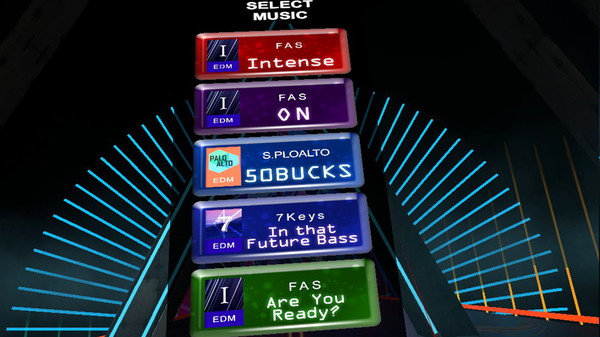 SELECT
MUSIC
I
EDM
FAS
Intense
I
EDM
FAS
ON
PALO
ALTO
EDM
S.PLOALTO
50BUCKS
7
EDM
7Keys
In that
Future Bass
I
EDM
FAS
Are You
Ready?